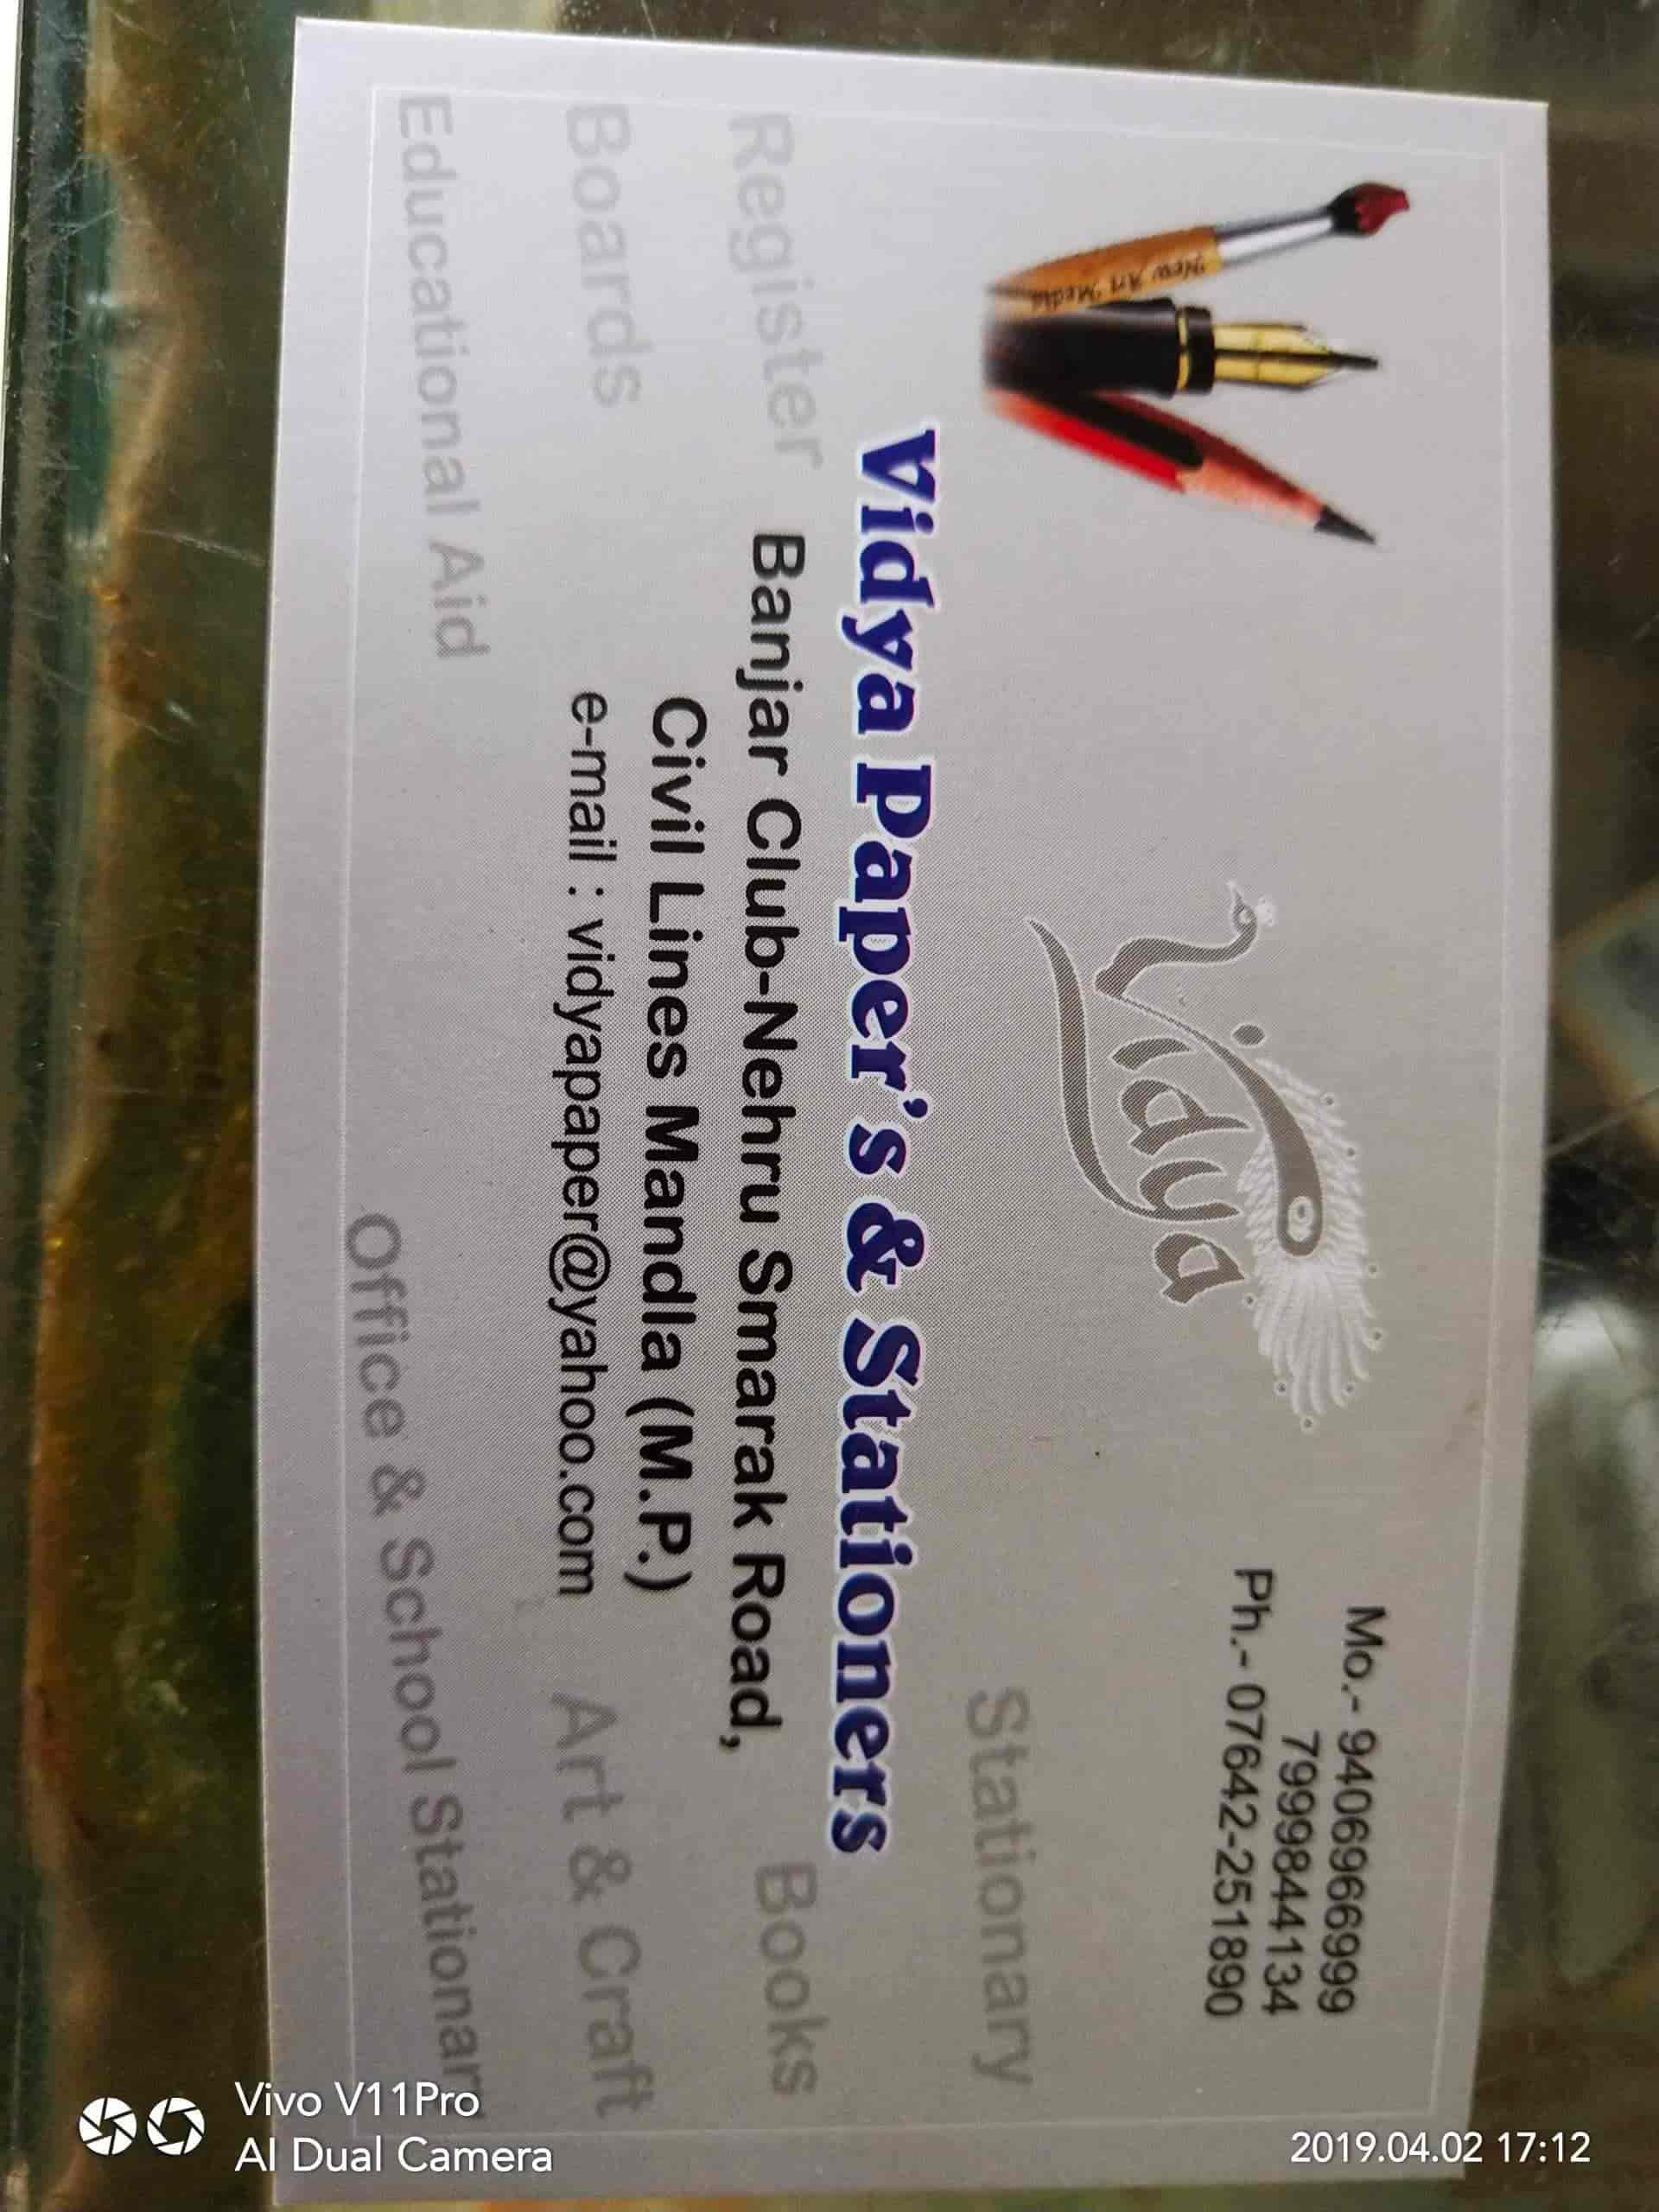 Mo.- 9406966999
7999844134
Ph.- 07642-251890
New Art Media
Vidya
Stationary
Vidya Paper's & Stationers
Register
Banjar Club-Nehru Smarak Road,
Books
Civil Lines Mandla (M.P.)
Boards
e-mail : vidyapaper@yahoo.com
Art & Craft
Educational Aid
Office & School Stationary
Vivo V11Pro
AI Dual Camera
2019.04.02 17:12